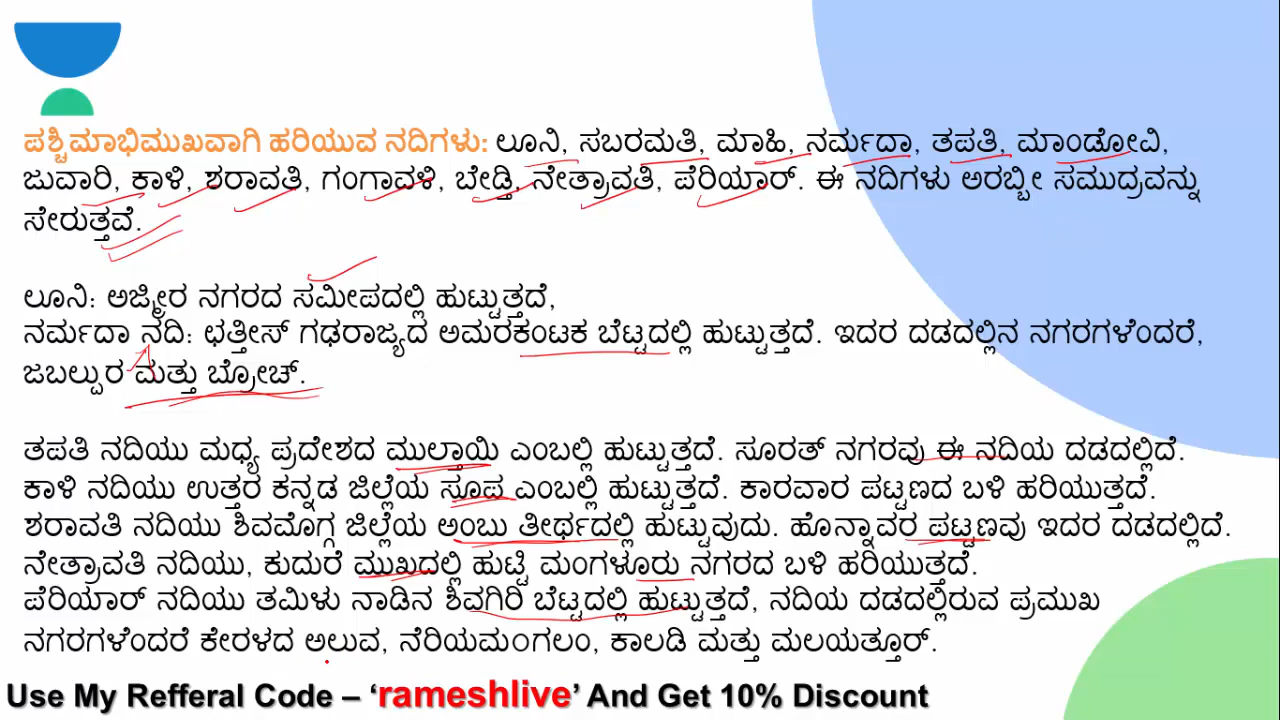 ಪಶ್ಚಿಮಾಭಿಮುಖವಾಗಿ ಹರಿಯುವ ನದಿಗಳು: ಲೂನಿ, ಸಬರಮತಿ, ಮಾಹಿ, ನರ್ಮದಾ, ತಪತಿ, ಮಾಂಡೋವಿ,
ಜುವಾರಿ, ಕಾಳಿ, ಶರಾವತಿ, ಗಂಗಾವಳಿ, ಬೇಡ್ತಿ, ನೇತ್ರಾವತಿ, ಪೆರಿಯಾರ್. ಈ ನದಿಗಳು ಅರಬ್ಬೀ ಸಮುದ್ರವನ್ನು
ಸೇರುತ್ತವೆ.
ಲೂನಿ: ಅಜ್ಮೀರ ನಗರದ ಸಮೀಪದಲ್ಲಿ ಹುಟ್ಟುತ್ತದೆ,
ನರ್ಮದಾ ನದಿ: ಛತ್ತೀಸ್ ಗಢರಾಜ್ಯದ ಅಮರಕಂಟಕ ಬೆಟ್ಟದಲ್ಲಿ ಹುಟ್ಟುತ್ತದೆ. ಇದರ ದಡದಲ್ಲಿನ ನಗರಗಳೆಂದರೆ,
ಜಬಲ್ಪುರ ಮತ್ತು ಬ್ರೋಚ್.
ತಪತಿ ನದಿಯು ಮಧ್ಯ ಪ್ರದೇಶದ ಮುಲ್ತಾಯಿ ಎಂಬಲ್ಲಿ ಹುಟ್ಟುತ್ತದೆ. ಸೂರತ್ ನಗರವು ಈ ನದಿಯ ದಡದಲ್ಲಿದೆ.
ಕಾಳಿ ನದಿಯು ಉತ್ತರ ಕನ್ನಡ ಜಿಲ್ಲೆಯ ಸೂಪ ಎಂಬಲ್ಲಿ ಹುಟ್ಟುತ್ತದೆ. ಕಾರವಾರ ಪಟ್ಟಣದ ಬಳಿ ಹರಿಯುತ್ತದೆ.
ಶರಾವತಿ ನದಿಯು ಶಿವಮೊಗ್ಗ ಜಿಲ್ಲೆಯ ಅಂಬು ತೀರ್ಥದಲ್ಲಿ ಹುಟ್ಟುವುದು. ಹೊನ್ನಾವರ ಪಟ್ಟಣವು ಇದರ ದಡದಲ್ಲಿದೆ.
ನೇತ್ರಾವತಿ ನದಿಯು, ಕುದುರೆ ಮುಖದಲ್ಲಿ ಹುಟ್ಟಿ ಮಂಗಳೂರು ನಗರದ ಬಳಿ ಹರಿಯುತ್ತದೆ.
ಪೆರಿಯಾರ್ ನದಿಯು ತಮಿಳು ನಾಡಿನ ಶಿವಗಿರಿ ಬೆಟ್ಟದಲ್ಲಿ ಹುಟ್ಟುತ್ತದೆ, ನದಿಯ ದಡದಲ್ಲಿರುವ ಪ್ರಮುಖ
ನಗರಗಳೆಂದರೆ ಕೇರಳದ ಅಲುವ, ನೆರಿಯಮಂಗಲಂ, ಕಾಲಡಿ ಮತ್ತು ಮಲಯತ್ತೂರ್.
Use My Refferal Code – ‘rameshlive’ And Get 10% Discount